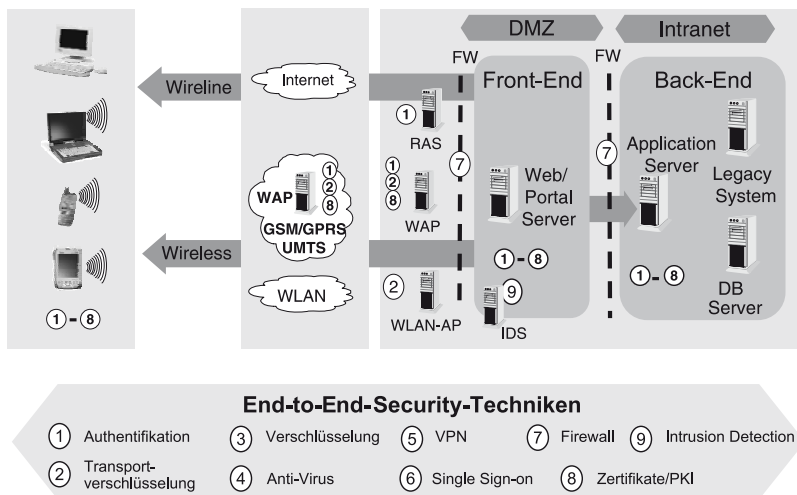 DMZ
Intranet
FW
FW
Internet
Wireline
Front-End
Back-End
1
RAS
7
7
Application
Server
Legacy
System
WAP
1
2
8
GSM/GPRS
UMTS
1
2
8
WAP
Web/
Portal
Server
Wireless
1 - 8
1 - 8
WLAN
2
WLAN-AP
9
IDS
DB
Server
1 - 8
End-to-End-Security-Techniken
1 Authentifikation
3 Verschlüsselung
5 VPN
7 Firewall
9 Intrusion Detection
2 Transport-
verschlüsselung
4 Anti-Virus
6 Single Sign-on
8 Zertifikate/PKI